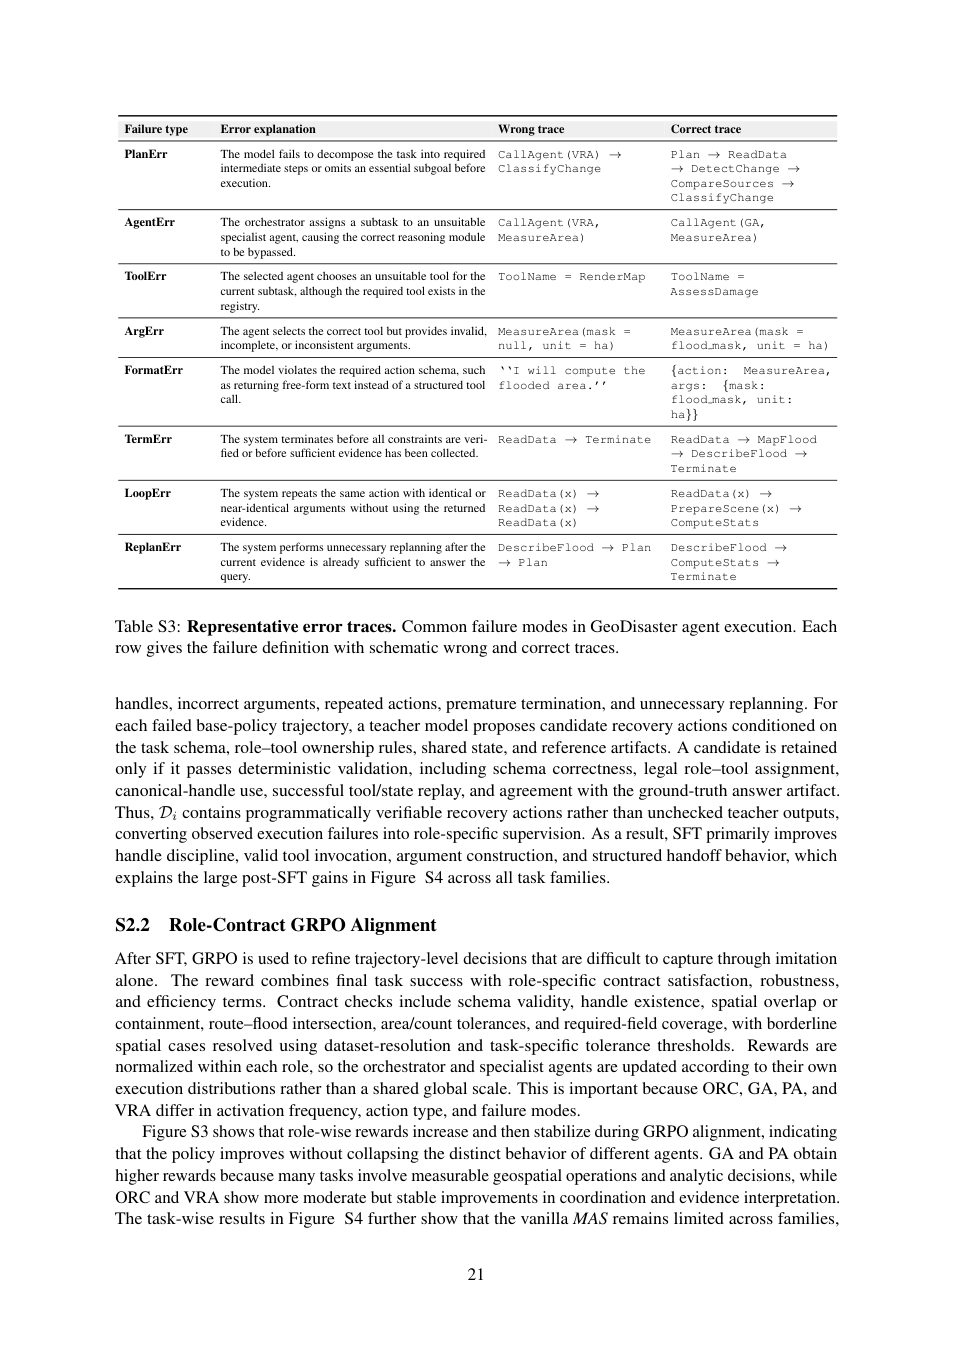 Failure type Error explanation Wrong trace Correct trace
PlanErr The model fails to decompose the task into required CallAgent(VRA) → Plan → ReadData
intermediate steps or omits an essential subgoal before ClassifyChange → DetectChange →
execution. CompareSources →
ClassifyChange
AgentErr The orchestrator assigns a subtask to an unsuitable CallAgent(VRA, CallAgent(GA,
specialist agent, causing the correct reasoning module MeasureArea) MeasureArea)
to be bypassed.
ToolErr The selected agent chooses an unsuitable tool for the ToolName = RenderMap ToolName =
current subtask, although the required tool exists in the AssessDamage
registry.
ArgErr The agent selects the correct tool but provides invalid, MeasureArea(mask = MeasureArea(mask =
incomplete, or inconsistent arguments. null, unit = ha) flood_mask, unit = ha)
FormatErr The model violates the required action schema, such ‘‘I will compute the {action: MeasureArea,
as returning free-form text instead of a structured tool flooded area.’’ args: {mask:
call. flood_mask, unit:
ha}}
TermErr The system terminates before all constraints are veri- ReadData → Terminate ReadData → MapFlood
fied or before sufficient evidence has been collected. → DescribeFlood →
Terminate
LoopErr The system repeats the same action with identical or ReadData(x) → ReadData(x) →
near-identical arguments without using the returned ReadData(x) → PrepareScene(x) →
evidence. ReadData(x) ComputeStats
ReplanErr The system performs unnecessary replanning after the DescribeFlood → Plan DescribeFlood →
current evidence is already sufficient to answer the → Plan ComputeStats →
query. Terminate
Table S3: Representative error traces. Common failure modes in GeoDisaster agent execution. Each
row gives the failure definition with schematic wrong and correct traces.
handles, incorrect arguments, repeated actions, premature termination, and unnecessary replanning. For
each failed base-policy trajectory, a teacher model proposes candidate recovery actions conditioned on
the task schema, role–tool ownership rules, shared state, and reference artifacts. A candidate is retained
only if it passes deterministic validation, including schema correctness, legal role–tool assignment,
canonical-handle use, successful tool/state replay, and agreement with the ground-truth answer artifact.
Thus, 𝒟ᵢ contains programmatically verifiable recovery actions rather than unchecked teacher outputs,
converting observed execution failures into role-specific supervision. As a result, SFT primarily improves
handle discipline, valid tool invocation, argument construction, and structured handoff behavior, which
explains the large post-SFT gains in Figure S4 across all task families.
S2.2 Role-Contract GRPO Alignment
After SFT, GRPO is used to refine trajectory-level decisions that are difficult to capture through imitation
alone. The reward combines final task success with role-specific contract satisfaction, robustness,
and efficiency terms. Contract checks include schema validity, handle existence, spatial overlap or
containment, route–flood intersection, area/count tolerances, and required-field coverage, with borderline
spatial cases resolved using dataset-resolution and task-specific tolerance thresholds. Rewards are
normalized within each role, so the orchestrator and specialist agents are updated according to their own
execution distributions rather than a shared global scale. This is important because ORC, GA, PA, and
VRA differ in activation frequency, action type, and failure modes.
Figure S3 shows that role-wise rewards increase and then stabilize during GRPO alignment, indicating
that the policy improves without collapsing the distinct behavior of different agents. GA and PA obtain
higher rewards because many tasks involve measurable geospatial operations and analytic decisions, while
ORC and VRA show more moderate but stable improvements in coordination and evidence interpretation.
The task-wise results in Figure S4 further show that the vanilla MAS remains limited across families,
21